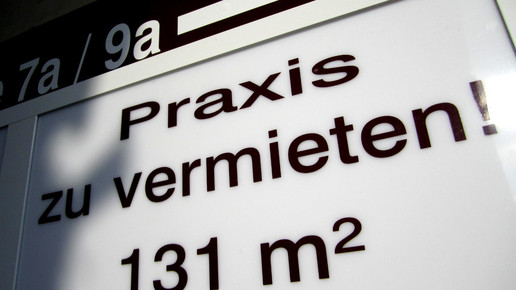 7a / 9a
Praxis
zu vermieten!
131 m²